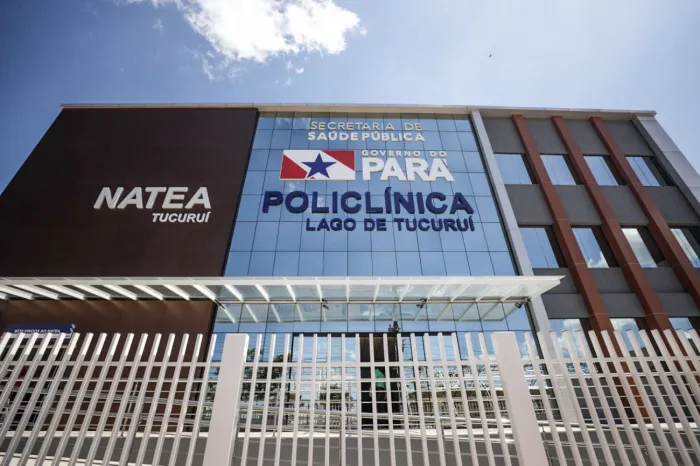 SECRETARIA DE
SAÚDE PÚBLICA
GOVERNO DO
PARÁ
POLICLÍNICA
LAGO DE TUCURUÍ
NATEA
TUCURUÍ